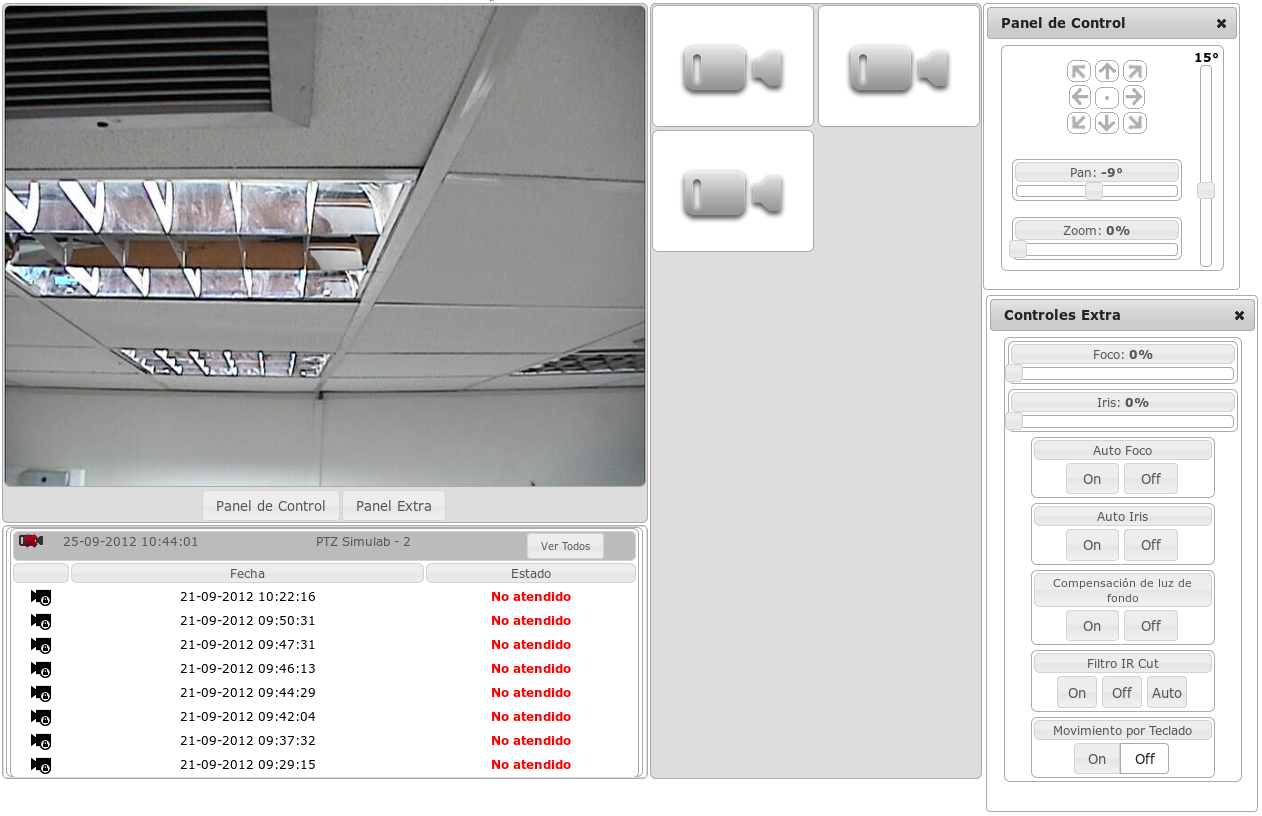 Panel de Control
Panel Extra
25-09-2012 10:44:01
PTZ Simulab - 2
Ver Todos
Fecha
Estado
21-09-2012 10:22:16
No atendido
21-09-2012 09:50:31
No atendido
21-09-2012 09:47:31
No atendido
21-09-2012 09:46:13
No atendido
21-09-2012 09:44:29
No atendido
21-09-2012 09:42:04
No atendido
21-09-2012 09:37:32
No atendido
21-09-2012 09:29:15
No atendido
Panel de Control
15°
Pan: -9°
Zoom: 0%
Controles Extra
Foco: 0%
Iris: 0%
Auto Foco
On
Off
Auto Iris
On
Off
Compensación de luz de
fondo
On
Off
Filtro IR Cut
On
Off
Auto
Movimiento por Teclado
On
Off